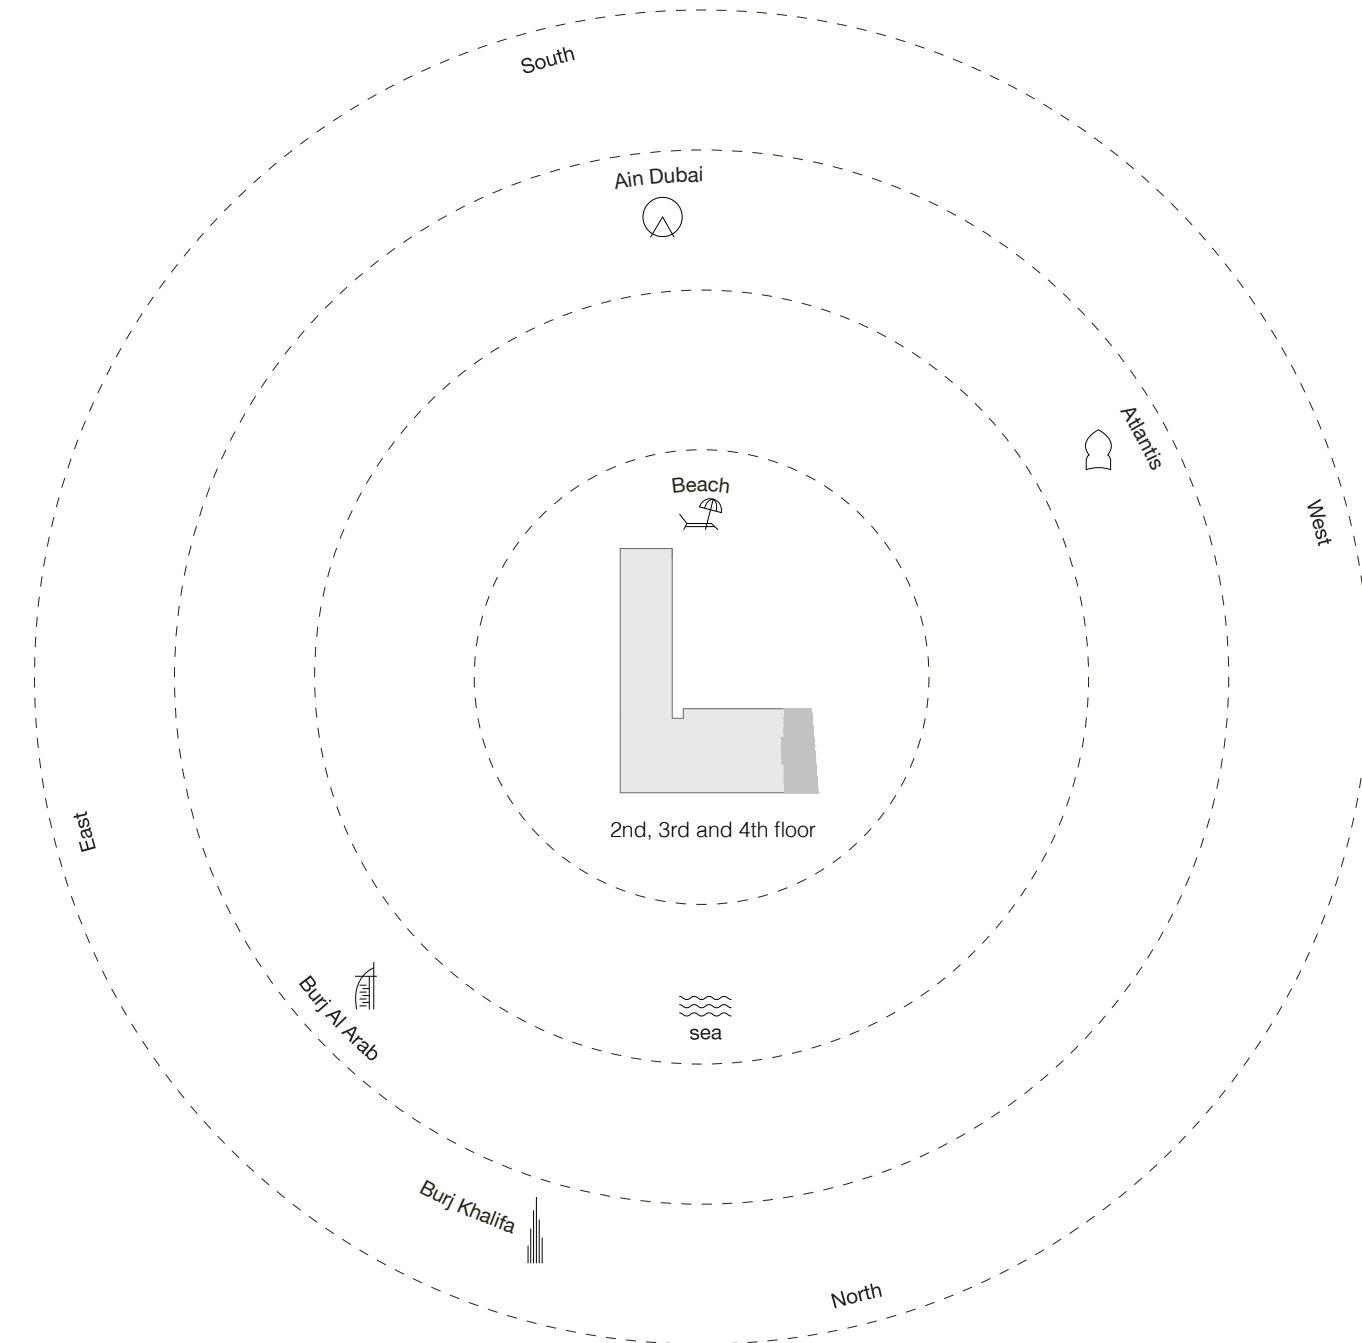 South
Ain Dubai
Atlantis
Beach
West
2nd, 3rd and 4th floor
East
Burj Al Arab
sea
Burj Khalifa
North